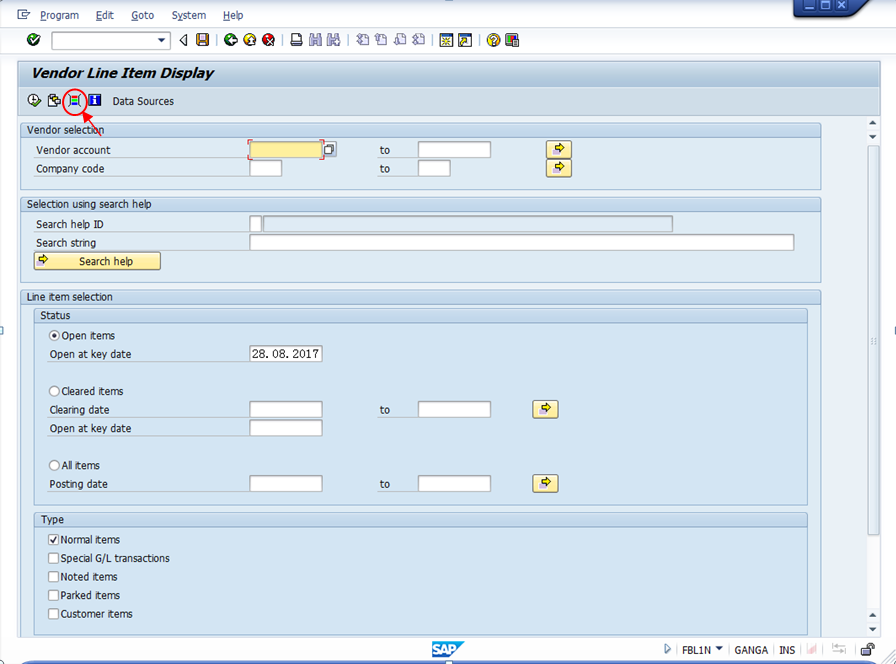 Program Edit Goto System Help
Vendor Line Item Display
Data Sources
Vendor selection
Vendor account to
Company code to
Selection using search help
Search help ID
Search string
Search help
Line item selection
Status
Open items
Open at key date 28.08.2017
Cleared items
Clearing date to
Open at key date
All items
Posting date to
Type
Normal items
Special G/L transactions
Noted items
Parked items
Customer items
SAP FBL1N GANGA INS